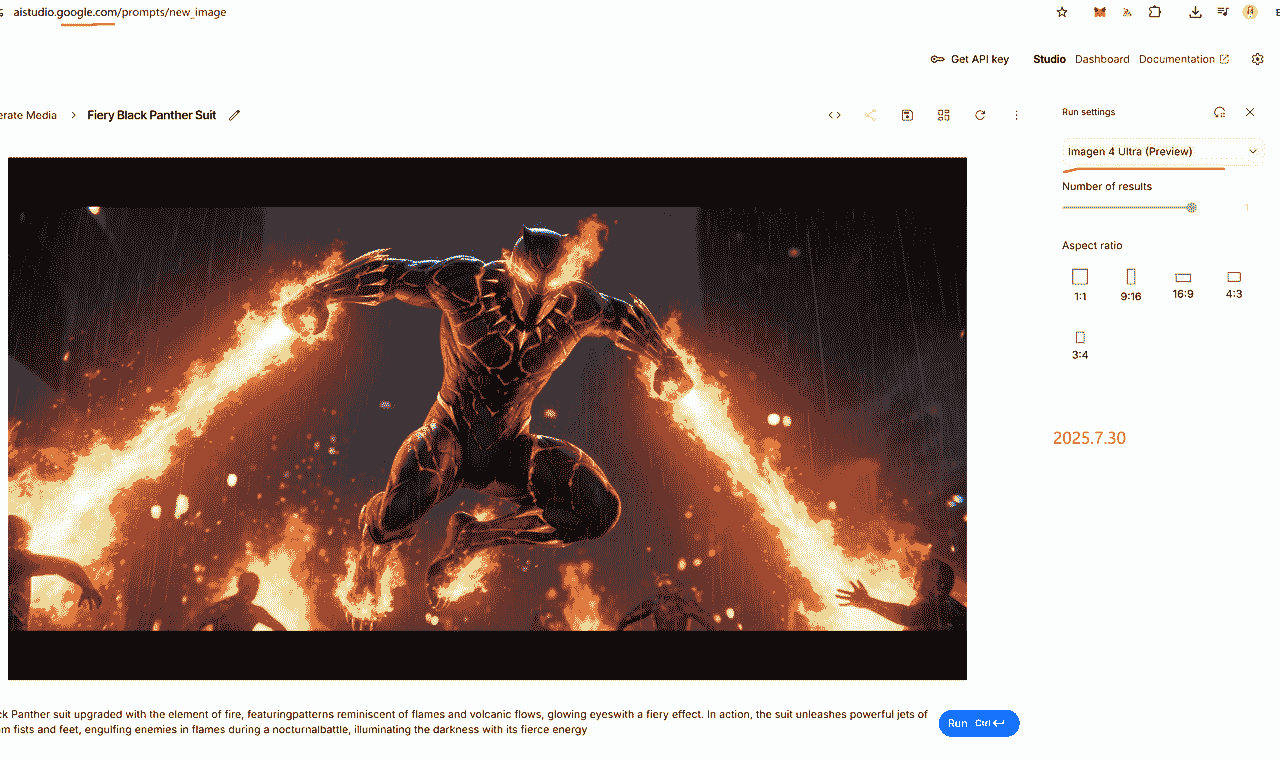 aistudio.google.com/prompts/new_image
Get API key
Studio
Dashboard
Documentation
erate Media
Fiery Black Panther Suit
Run settings
Imagen 4 Ultra (Preview)
Number of results
1
Aspect ratio
1:1
9:16
16:9
4:3
3:4
2025.7.30
ck Panther suit upgraded with the element of fire, featuringpatterns reminiscent of flames and volcanic flows, glowing eyeswith a fiery effect. In action, the suit unleashes powerful jets of
m fists and feet, engulfing enemies in flames during a nocturnalbattle, illuminating the darkness with its fierce energy
Run Ctrl